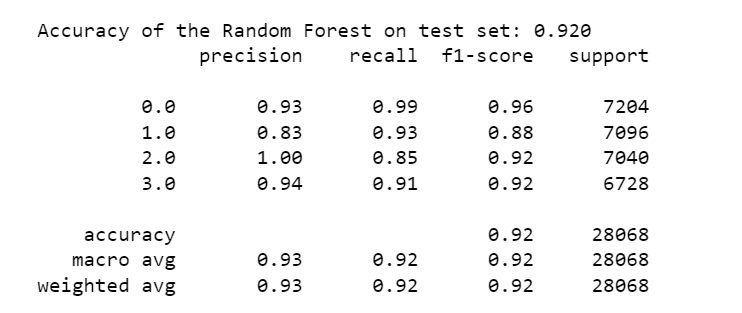 Accuracy of the Random Forest on test set: 0.920
precision recall f1-score support
0.0 0.93 0.99 0.96 7204
1.0 0.83 0.93 0.88 7096
2.0 1.00 0.85 0.92 7040
3.0 0.94 0.91 0.92 6728
accuracy 0.92 28068
macro avg 0.93 0.92 0.92 28068
weighted avg 0.93 0.92 0.92 28068